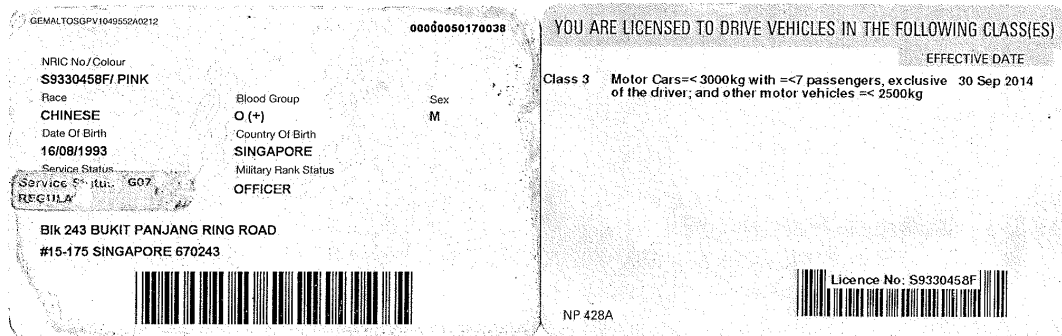 GEMALTOSGPV1049552A0212
00000050170038
NRIC No/Colour
S9330458F/ PINK
Race
Blood Group
Sex
CHINESE
O (+)
M
Date Of Birth
Country Of Birth
16/08/1993
SINGAPORE
Service Status
Military Rank Status
Service G07
OFFICER
Blk 243 BUKIT PANJANG RING ROAD
#15-175 SINGAPORE 670243
YOU ARE LICENSED TO DRIVE VEHICLES IN THE FOLLOWING CLASS(ES)
EFFECTIVE DATE
Class 3 Motor Cars=< 3000kg with =<7 passengers, exclusive 30 Sep 2014
of the driver; and other motor vehicles =< 2500kg
Licence No: S9330458F
NP 428A